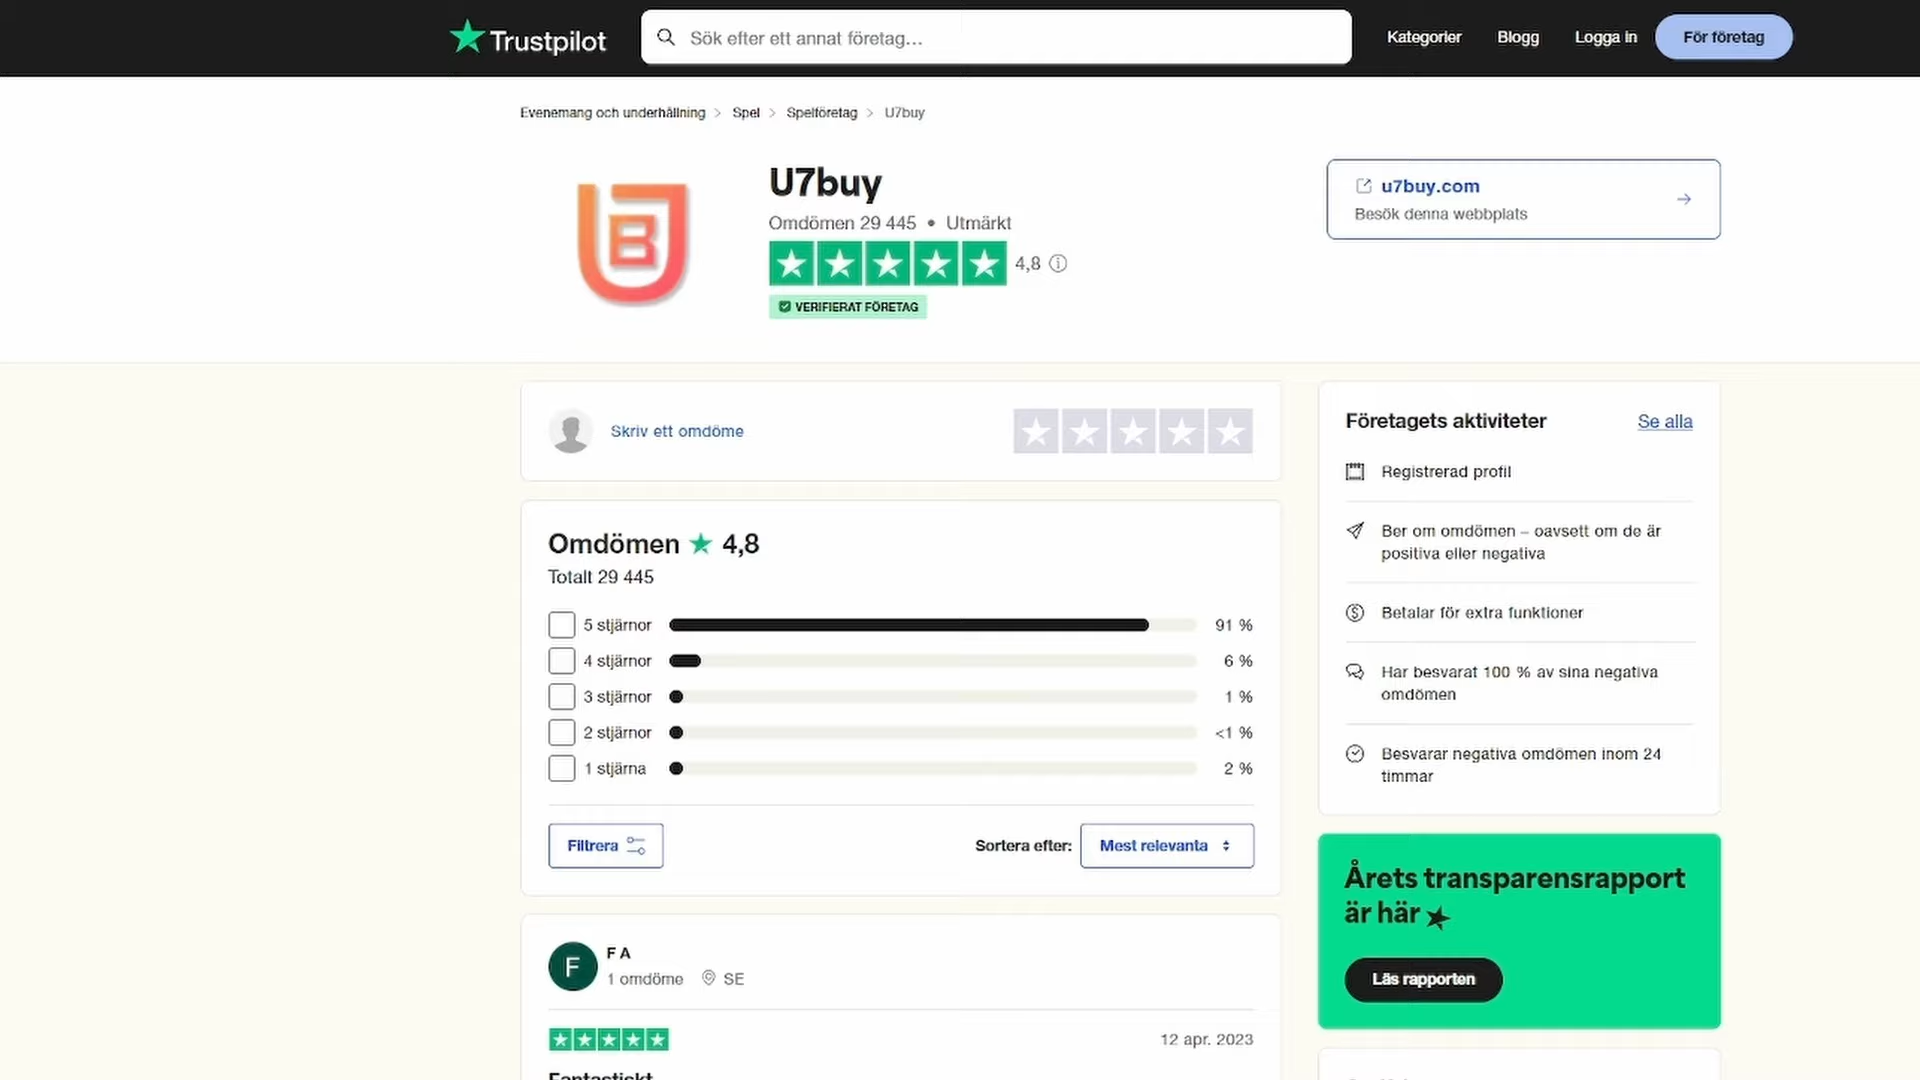 Trustpilot
Sök efter ett annat företag...
Kategorier
Blogg
Logga in
För företag
Evenemang och underhållning > Spel > Spelföretag > U7buy
U7buy
Omdömen 29 445 • Utmärkt
4,8
VERIFIERAT FÖRETAG
u7buy.com
Besök denna webbplats
B
Skriv ett omdöme
Omdömen 4,8
Totalt 29 445
5 stjärnor 91 %
4 stjärnor 6 %
3 stjärnor 1 %
2 stjärnor <1 %
1 stjärna 2 %
Filtrera
Sortera efter: Mest relevanta
F
F A
1 omdöme SE
12 apr. 2023
Fantastiskt
Företagets aktiviteter
Se alla
Registrerad profil
Ber om omdömen – oavsett om de är
positiva eller negativa
Betalar för extra funktioner
Har besvarat 100 % av sina negativa
omdömen
Besvarar negativa omdömen inom 24
timmar
Årets transparensrapport
är här
Läs rapporten